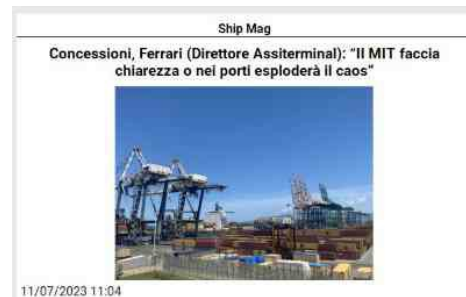 Ship Mag
Concessioni, Ferrari (Direttore Assiterminal): “Il MIT faccia
chiarezza o nei porti esploderà il caos”
11/07/2023 11:04